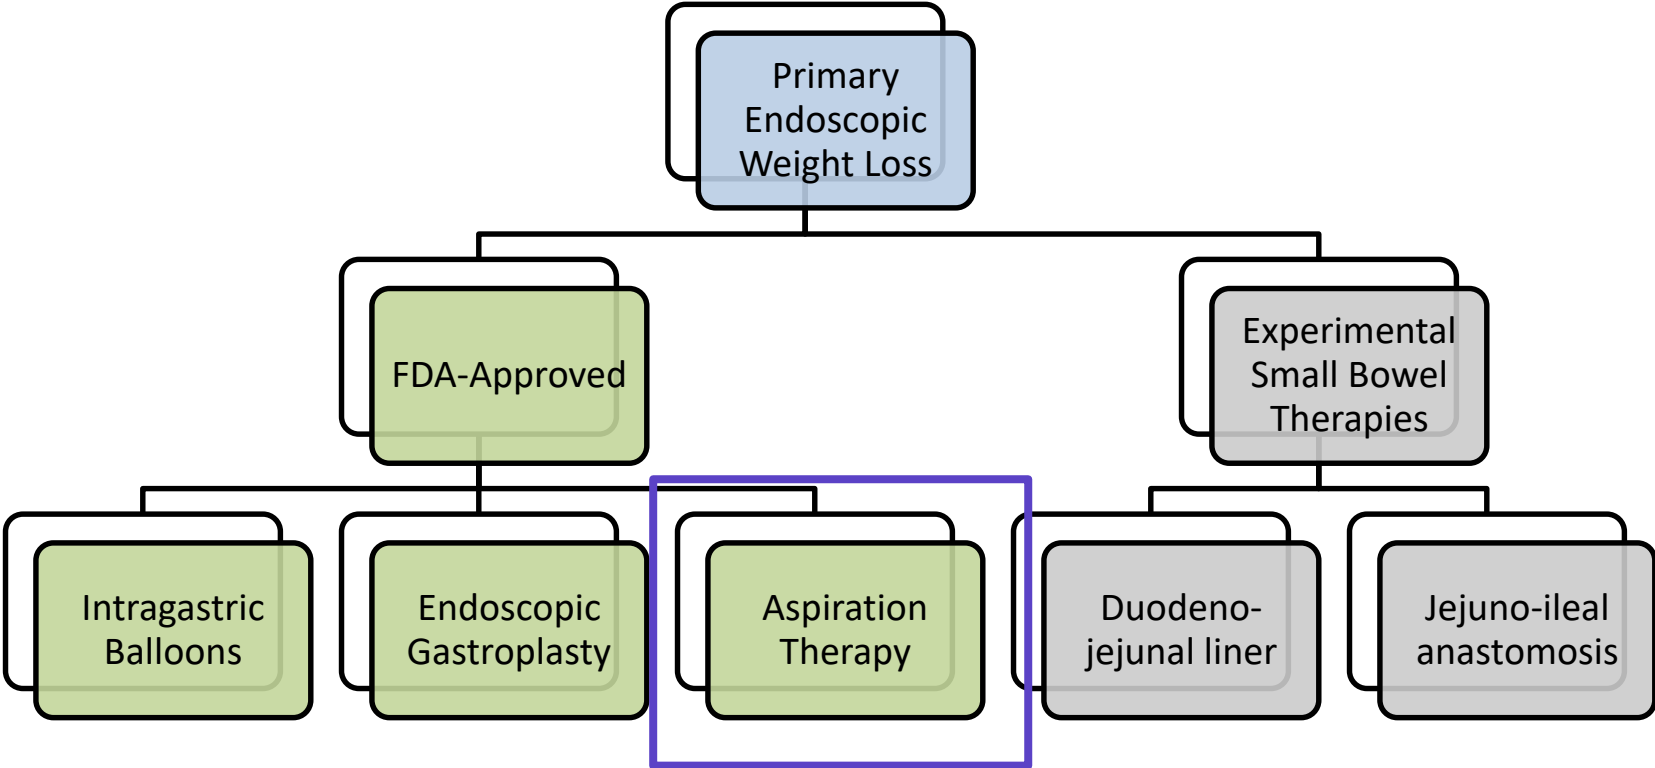 Primary
Endoscopic
Weight Loss
FDA-Approved
Experimental
Small Bowel
Therapies
Intragastric
Balloons
Endoscopic
Gastroplasty
Aspiration
Therapy
Duodeno-
jejunal liner
Jejuno-ileal
anastomosis